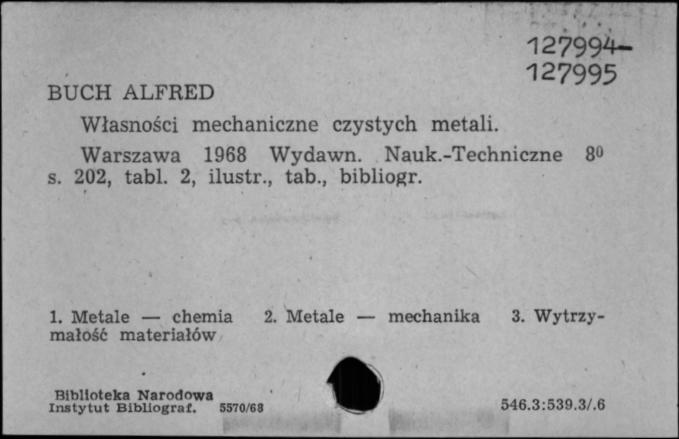 127994-
127995
BUCH ALFRED
Własności mechaniczne czystych metali.
Warszawa 1968 Wydawn. Nauk.-Techniczne 8⁰
s. 202, tabl. 2, ilustr., tab., bibliogr.
1. Metale — chemia 2. Metale — mechanika 3. Wytrzy-
małość materiałów
Biblioteka Narodowa
Instytut Bibliograf. 5570/68 546.3:539.3/.6